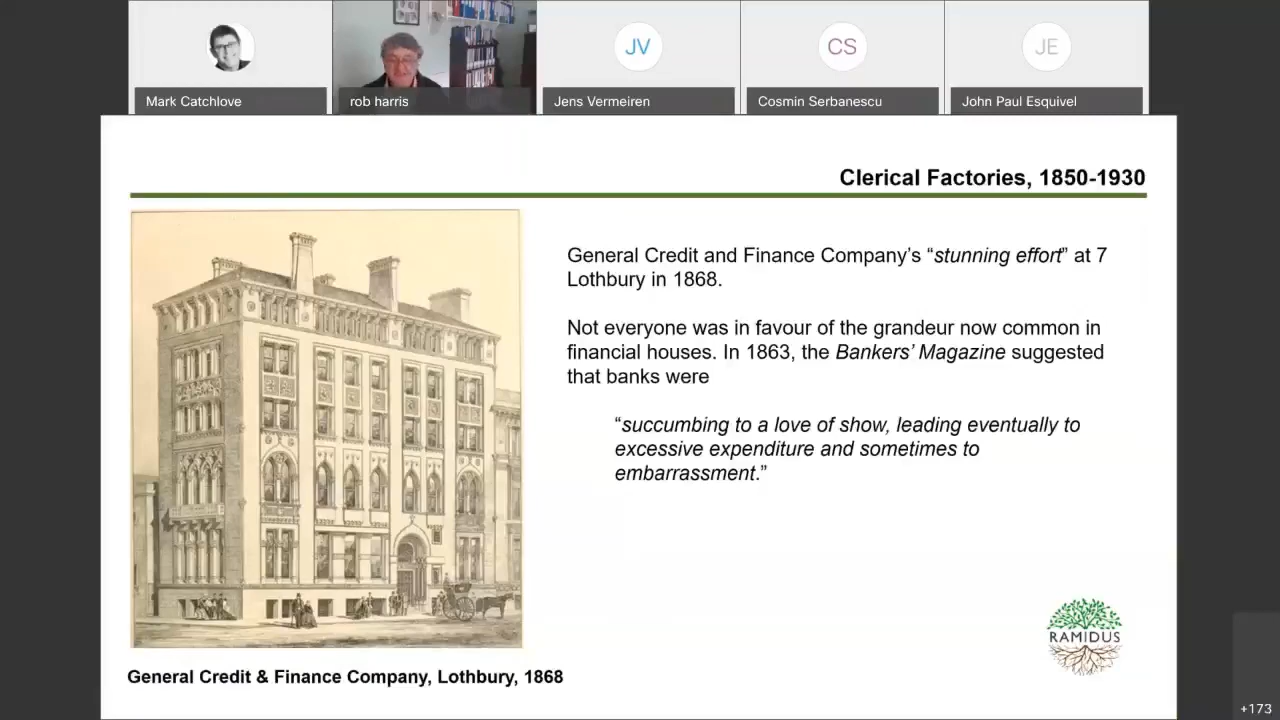 JV
CS
JE
Mark Catchlove
rob harris
Jens Vermeiren
Cosmin Serbanescu
John Paul Esquivel
Clerical Factories, 1850-1930
General Credit and Finance Company’s “stunning effort” at 7
Lothbury in 1868.
Not everyone was in favour of the grandeur now common in
financial houses. In 1863, the Bankers’ Magazine suggested
that banks were
“succumbing to a love of show, leading eventually to
excessive expenditure and sometimes to
embarrassment.”
RAMIDUS
General Credit & Finance Company, Lothbury, 1868
+173